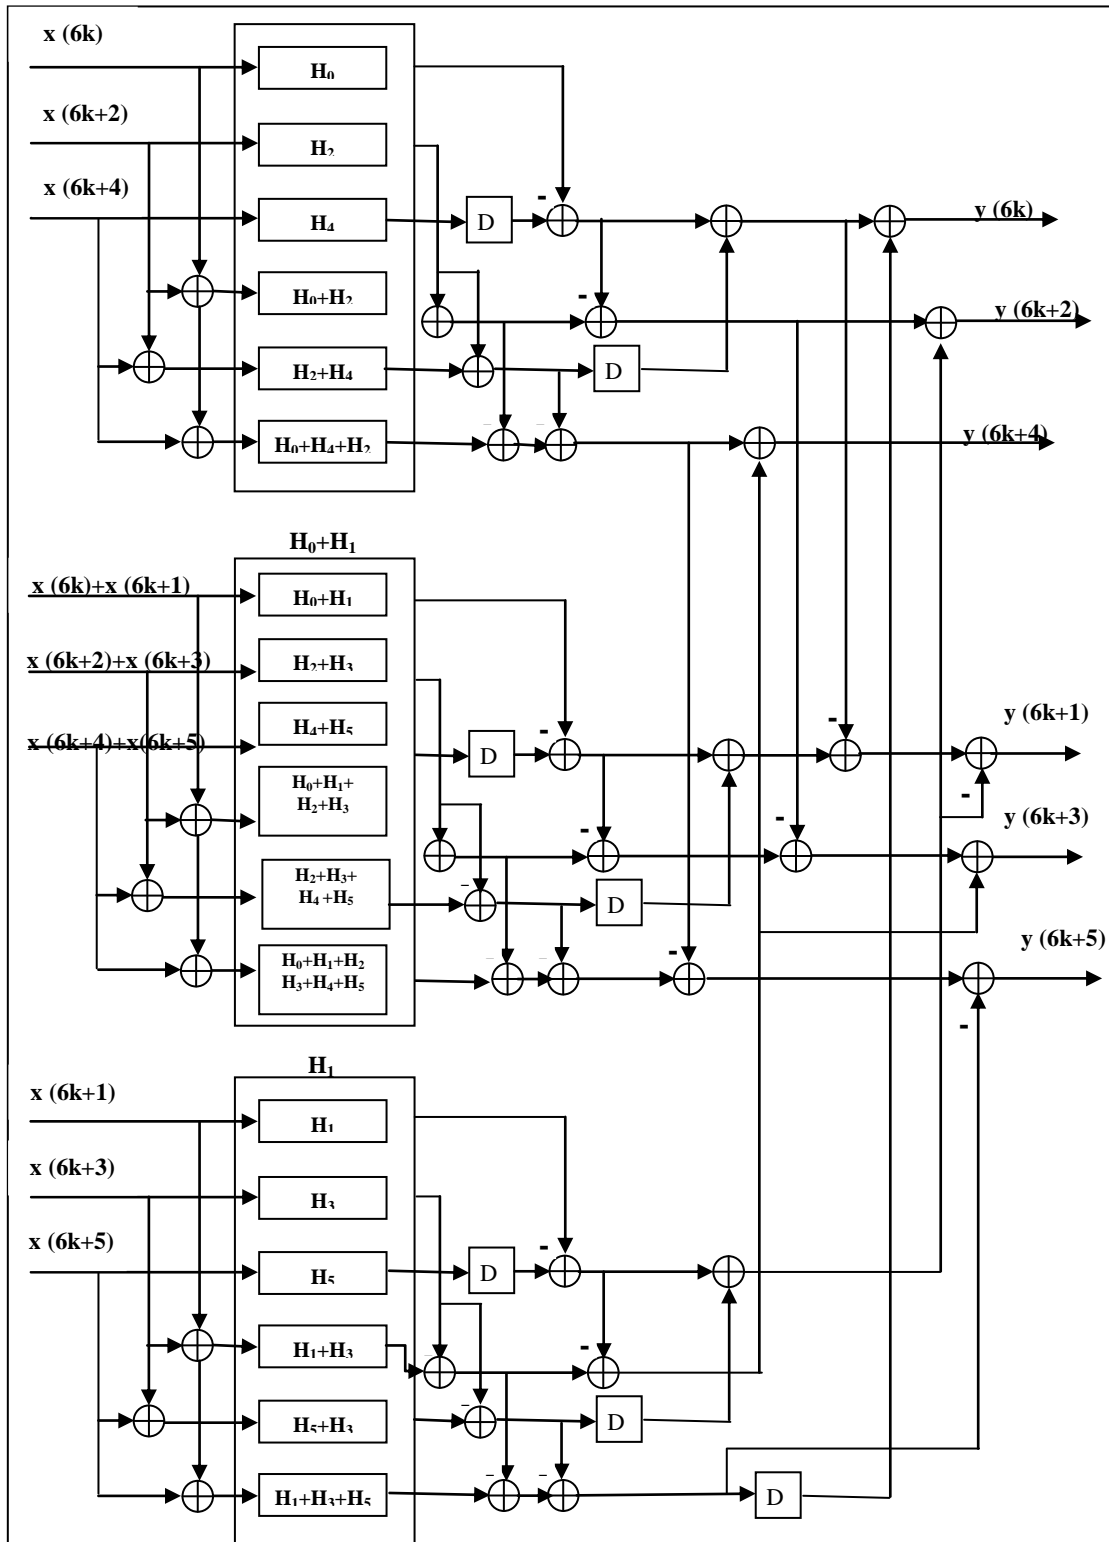 x (6k)
H₀
x (6k+2)
H₂
x (6k+4)
H₄
D
-
-
y (6k)
H₀+H₂
-
y (6k+2)
H₂+H₄
D
H₀+H₄+H₂
-
-
y (6k+4)
H₀+H₁
x (6k)+x (6k+1)
H₀+H₁
x (6k+2)+x (6k+3)
H₂+H₃
x (6k+4)+x(6k+5)
H₄+H₅
D
-
-
-
y (6k+1)
H₀+H₁+
H₂+H₃
-
-
-
y (6k+3)
H₂+H₃+
H₄ +H₅
-
D
H₀+H₁+H₂
H₃+H₄+H₅
-
-
-
y (6k+5)
-
H₁
x (6k+1)
H₁
x (6k+3)
H₃
x (6k+5)
H₅
D
-
-
H₁+H₃
-
-
H₅+H₃
-
D
H₁+H₃+H₅
-
-
D